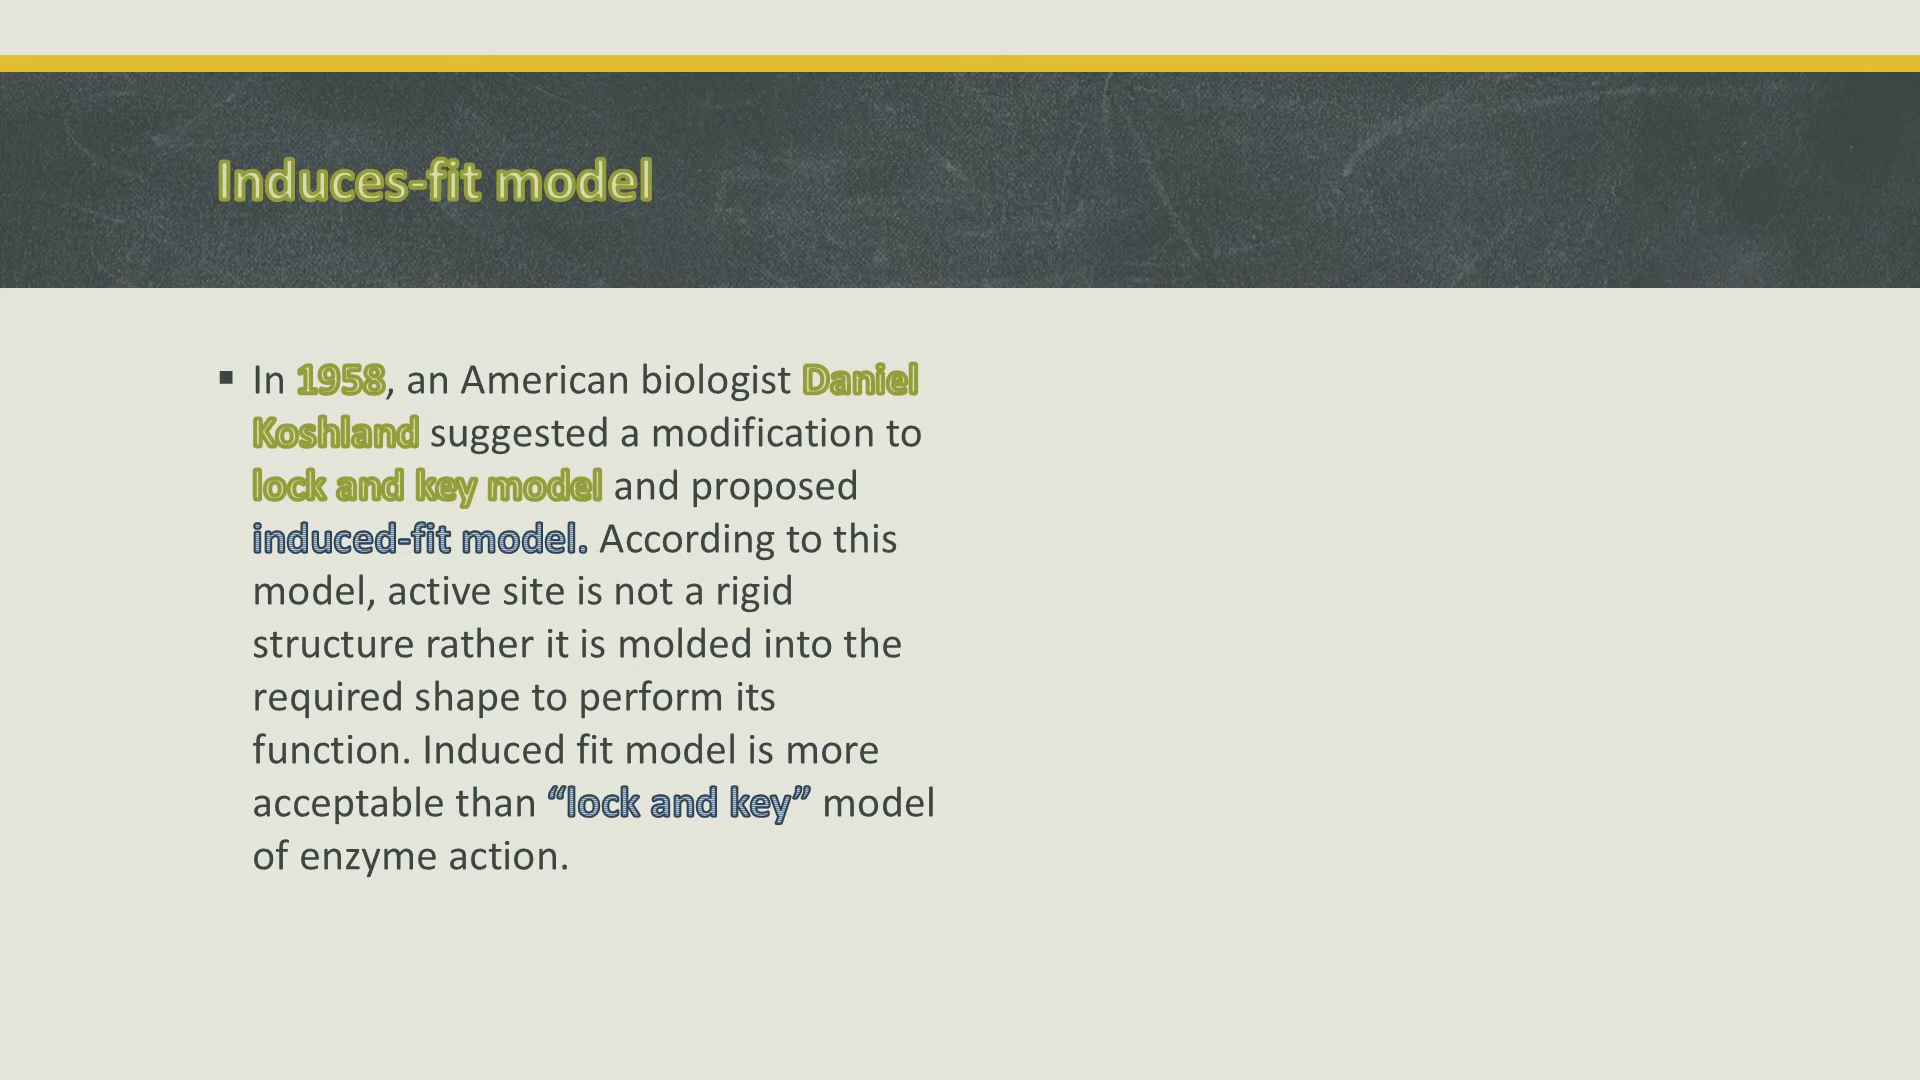 Induces-fit model
▪ In 1958, an American biologist Daniel
Koshland suggested a modification to
lock and key model and proposed
induced-fit model. According to this
model, active site is not a rigid
structure rather it is molded into the
required shape to perform its
function. Induced fit model is more
acceptable than “lock and key” model
of enzyme action.